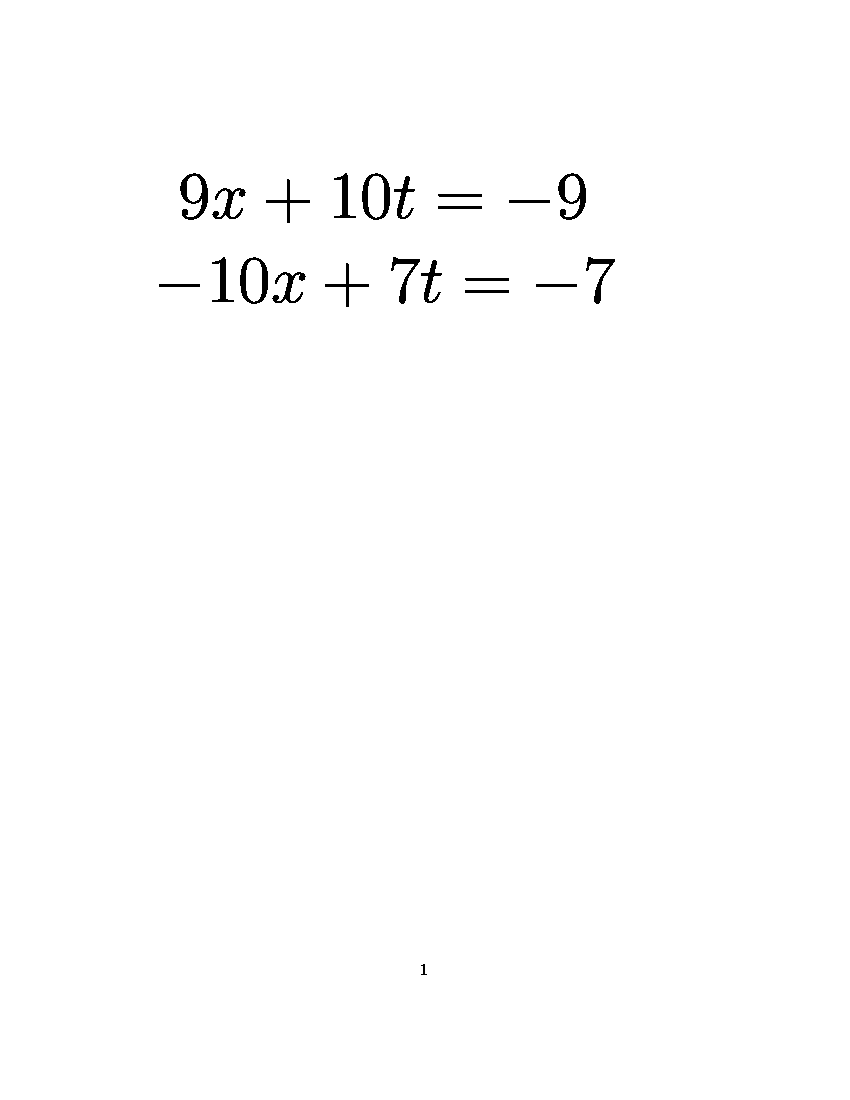 9x + 10t = −9
−10x + 7t = −7
1